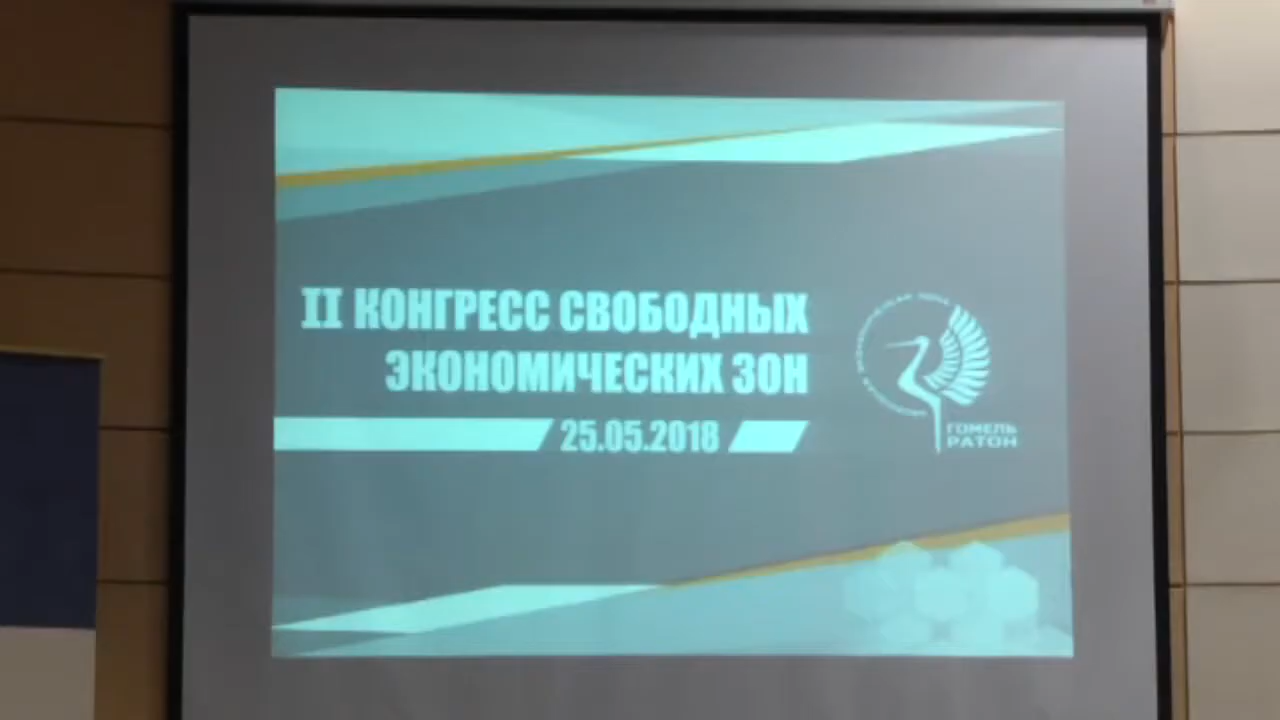 II КОНГРЕСС СВОБОДНЫХ
ЭКОНОМИЧЕСКИХ ЗОН
25.05.2018
ГОМЕЛЬ
РАТОН